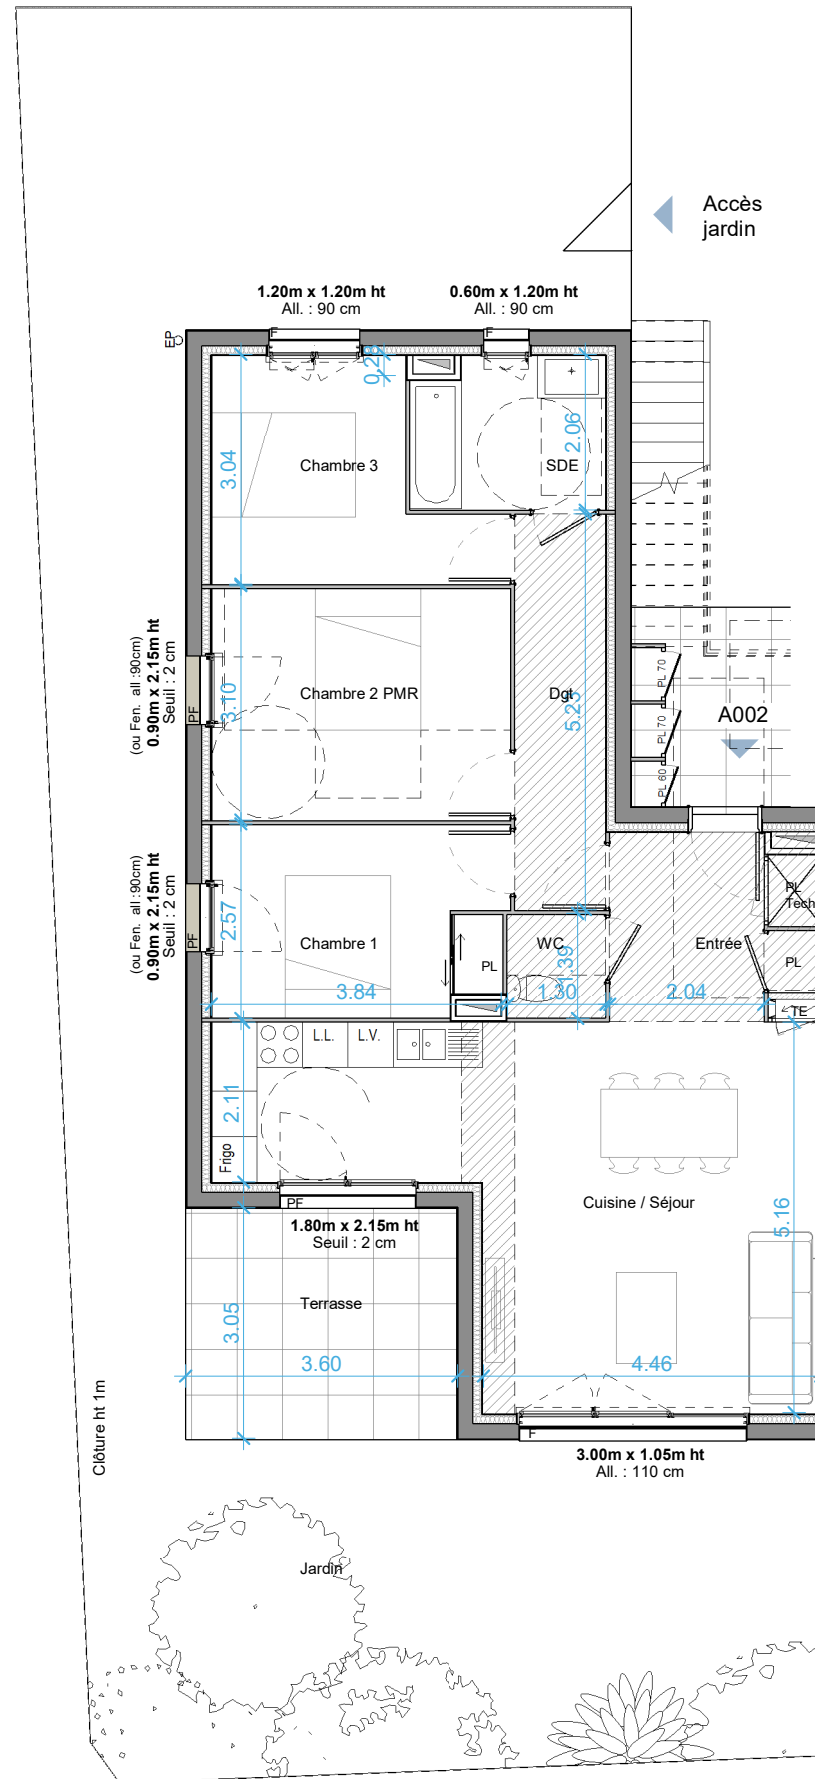 Accès
jardin
1.20m x 1.20m ht
All. : 90 cm
0.60m x 1.20m ht
All. : 90 cm
EP
F
F
0.28
3.04
Chambre 3
2.06
SDE
(ou Fen. all :90cm)
0.90m x 2.15m ht
Seuil : 2 cm
PF
3.10
Chambre 2 PMR
Dgt
5.25
PL 70
PL 70
PL 60
A002
(ou Fen. all :90cm)
0.90m x 2.15m ht
Seuil : 2 cm
PF
2.57
Chambre 1
PL
WC
1.39
Entrée
PL
Tech
PL
TE
3.84
1.30
2.04
L.L.
L.V.
2.11
Frigo
PF
1.80m x 2.15m ht
Seuil : 2 cm
Cuisine / Séjour
5.16
Terrasse
3.05
3.60
4.46
F
3.00m x 1.05m ht
All. : 110 cm
Clôture ht 1m
Jardin